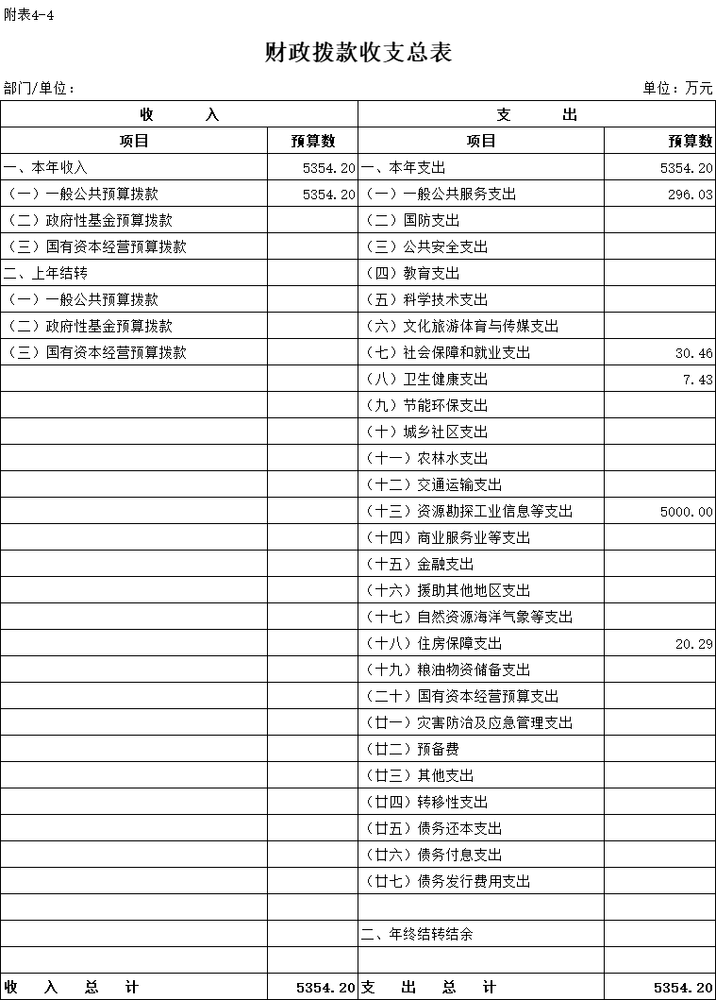 附表4-4
财政拨款收支总表
部门/单位： 单位：万元
收 入 支 出
项目 预算数 项目 预算数
一、本年收入 5354.20 一、本年支出 5354.20
（一）一般公共预算拨款 5354.20 （一）一般公共服务支出 296.03
（二）政府性基金预算拨款 （二）国防支出
（三）国有资本经营预算拨款 （三）公共安全支出
二、上年结转 （四）教育支出
（一）一般公共预算拨款 （五）科学技术支出
（二）政府性基金预算拨款 （六）文化旅游体育与传媒支出
（三）国有资本经营预算拨款 （七）社会保障和就业支出 30.46
（八）卫生健康支出 7.43
（九）节能环保支出
（十）城乡社区支出
（十一）农林水支出
（十二）交通运输支出
（十三）资源勘探工业信息等支出 5000.00
（十四）商业服务业等支出
（十五）金融支出
（十六）援助其他地区支出
（十七）自然资源海洋气象等支出
（十八）住房保障支出 20.29
（十九）粮油物资储备支出
（二十）国有资本经营预算支出
（廿一）灾害防治及应急管理支出
（廿二）预备费
（廿三）其他支出
（廿四）转移性支出
（廿五）债务还本支出
（廿六）债务付息支出
（廿七）债务发行费用支出
二、年终结转结余
收 入 总 计 5354.20 支 出 总 计 5354.20